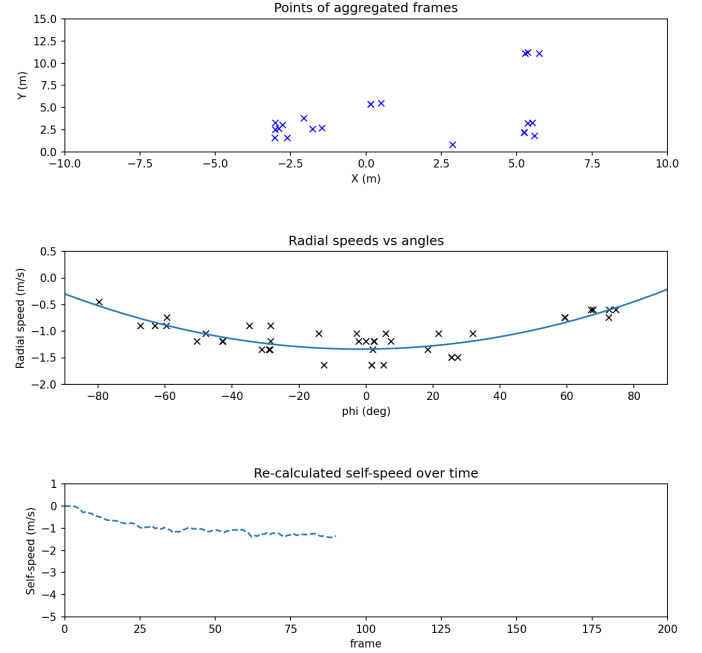 Points of aggregated frames
15.0
12.5
10.0
7.5
5.0
2.5
0.0
Y (m)
−10.0 −7.5 −5.0 −2.5 0.0 2.5 5.0 7.5 10.0
X (m)
Radial speeds vs angles
0.5
0.0
−0.5
−1.0
−1.5
−2.0
Radial speed (m/s)
−80 −60 −40 −20 0 20 40 60 80
phi (deg)
Re-calculated self-speed over time
1
0
−1
−2
−3
−4
−5
Self-speed (m/s)
0 25 50 75 100 125 150 175 200
frame